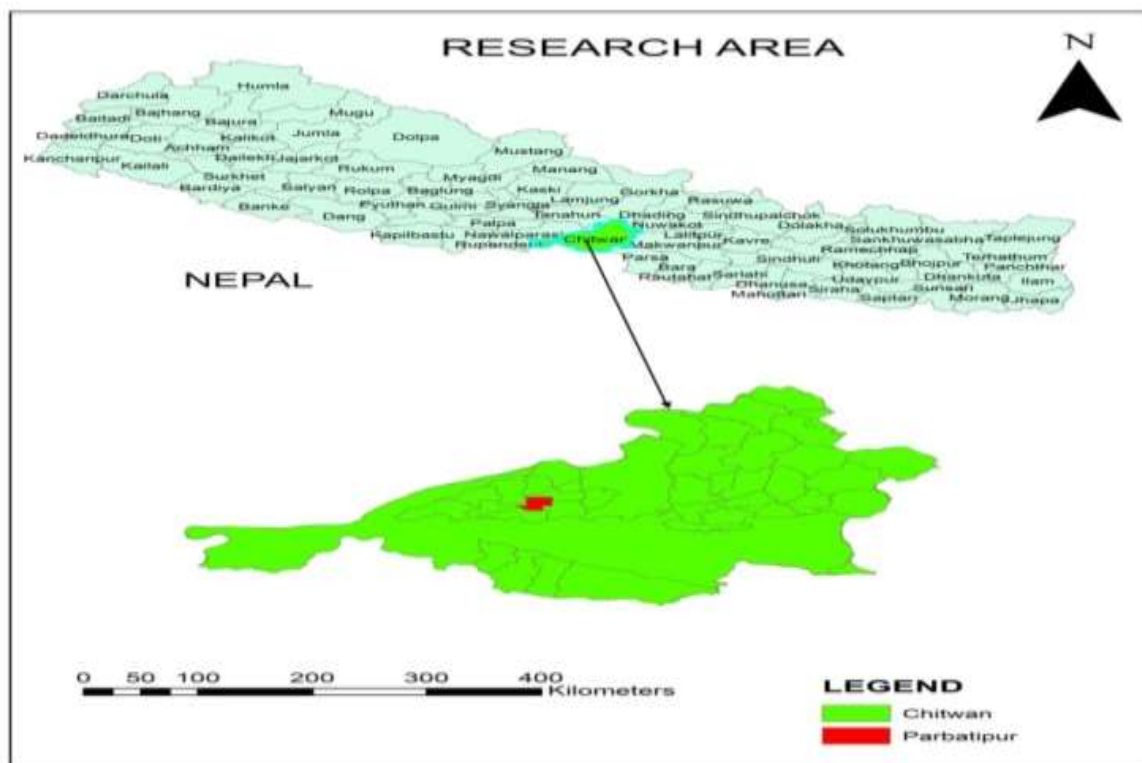 RESEARCH AREA
N
Humla
Darchula
Mugu
Baitadi Bajhang
Bajura
Jumla
Dolpa
Dadeldhura Doti
Kalikot
Achham
Mustang
Kanchanpur
Kailali
Dailekh Jajarkot
Rukum
Manang
Surkhet
Myagdi
Bardiya
Salyan
Rolpa
Baglung
Kaski
Gorkha
Lamjung
Rasuwa
Banke
Pyuthan Gulmi Syangja
Dang
Tanahun
Dhading
Sindhupalchok
Palpa
Nuwakot
Dolakha
Kapilbastu
Nawalparasi
Lalitpur
Solukhumbu
Rupandehi
Chitwan
Makwanpur
Kavre
Sankhuwasabha
Taplejung
Parsa
Ramechhap
Sindhuli
Terhathum
Bara
Khotang
Bhojpur
Panchthar
Rautahat
Sarlahi
Udaypur
Dhankuta
Ilam
Dhanusa
Siraha
Sunsari
Mahottari
Saptari
Morang
Jhapa
NEPAL
0 50 100 200 300 400
Kilometers
LEGEND
Chitwan
Parbatipur